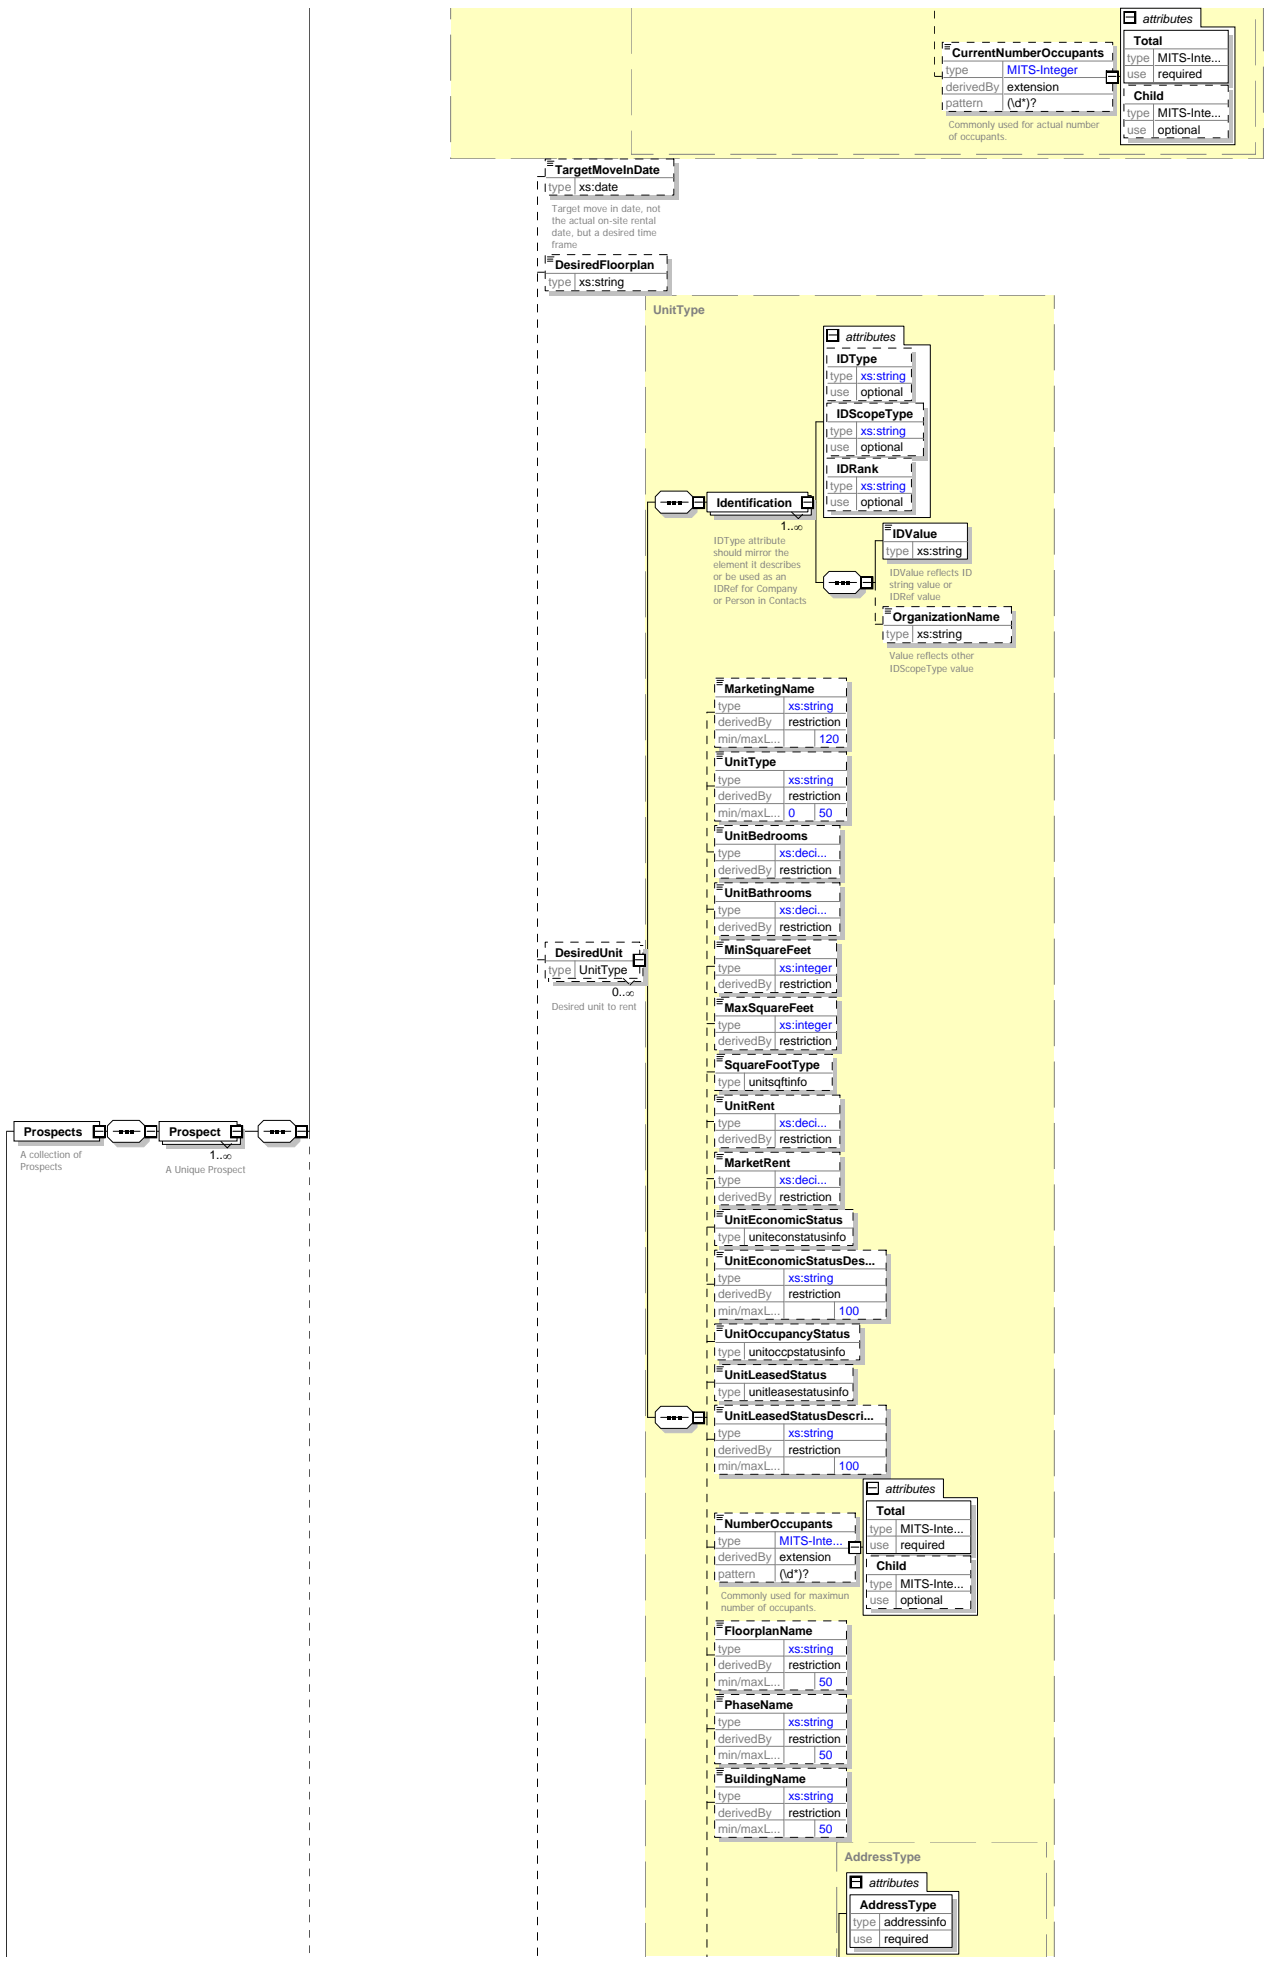 attributes
Total
type MITS-Inte...
use required
Child
type MITS-Inte...
use optional
CurrentNumberOccupants
type MITS-Integer
derivedBy extension
pattern (\d*)?
Commonly used for actual number
of occupants.
TargetMoveInDate
type xs:date
Target move in date, not
the actual on-site rental
date, but a desired time
frame
DesiredFloorplan
type xs:string
UnitType
attributes
IDType
type xs:string
use optional
IDScopeType
type xs:string
use optional
IDRank
type xs:string
use optional
Identification
1..∞
IDType attribute
should mirror the
element it describes
or be used as an
IDRef for Company
or Person in Contacts
IDValue
type xs:string
IDValue reflects ID
string value or
IDRef value
OrganizationName
type xs:string
Value reflects other
IDScopeType value
MarketingName
type xs:string
derivedBy restriction
min/maxL... 120
UnitType
type xs:string
derivedBy restriction
min/maxL... 0 50
UnitBedrooms
type xs:deci...
derivedBy restriction
UnitBathrooms
type xs:deci...
derivedBy restriction
DesiredUnit
type UnitType
0..∞
Desired unit to rent
MinSquareFeet
type xs:integer
derivedBy restriction
MaxSquareFeet
type xs:integer
derivedBy restriction
SquareFootType
type unitsqftinfo
UnitRent
type xs:deci...
derivedBy restriction
Prospects
A collection of
Prospects
Prospect
1..∞
A Unique Prospect
MarketRent
type xs:deci...
derivedBy restriction
UnitEconomicStatus
type uniteconstatusinfo
UnitEconomicStatusDes...
type xs:string
derivedBy restriction
min/maxL... 100
UnitOccupancyStatus
type unitoccpstatusinfo
UnitLeasedStatus
type unitleasestatusinfo
UnitLeasedStatusDescri...
type xs:string
derivedBy restriction
min/maxL... 100
attributes
Total
type MITS-Inte...
use required
Child
type MITS-Inte...
use optional
NumberOccupants
type MITS-Inte...
derivedBy extension
pattern (\d*)?
Commonly used for maximun
number of occupants.
FloorplanName
type xs:string
derivedBy restriction
min/maxL... 50
PhaseName
type xs:string
derivedBy restriction
min/maxL... 50
BuildingName
type xs:string
derivedBy restriction
min/maxL... 50
AddressType
attributes
AddressType
type addressinfo
use required